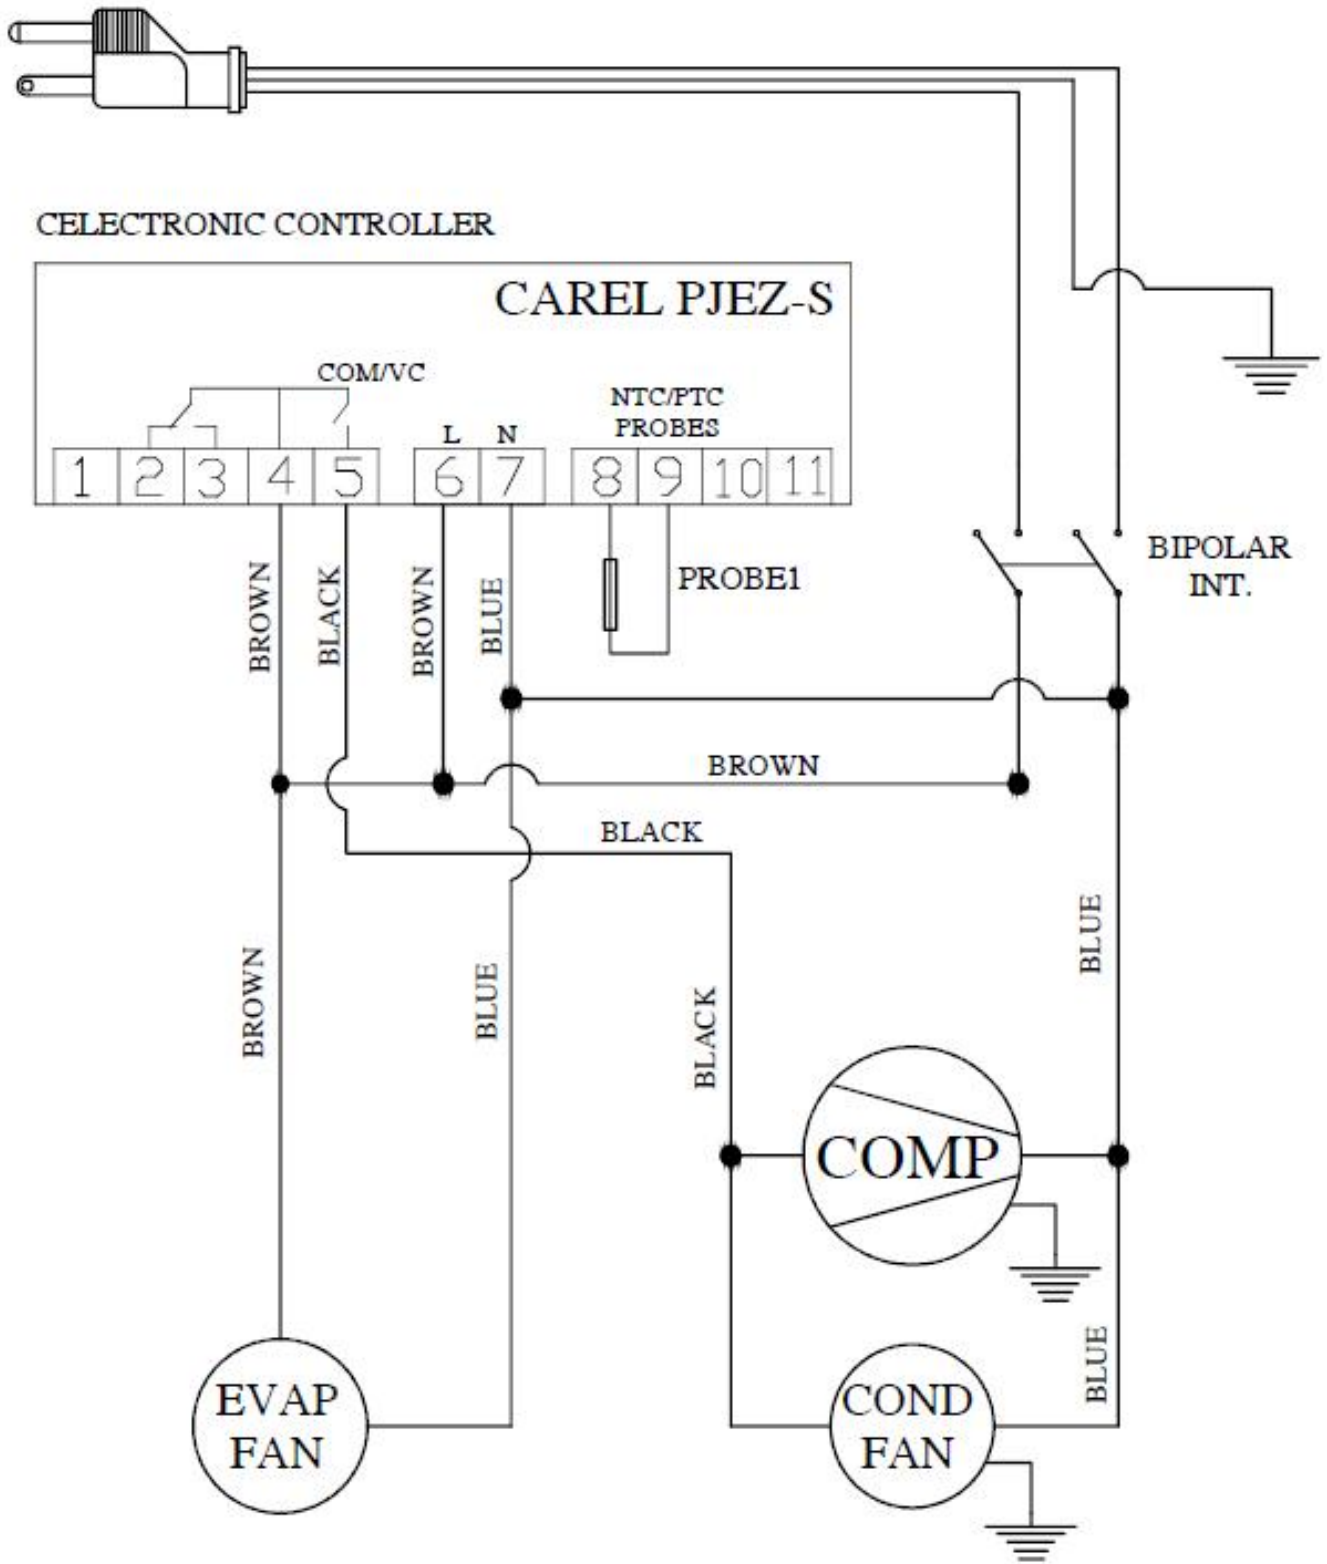 CELECTRONIC CONTROLLER
CAREL PJEZ-S
COM/VC
NTC/PTC
PROBES
L N
1 2 3 4 5 6 7 8 9 10 11
BIPOLAR
INT.
PROBE1
BROWN
BLACK
BROWN
BLUE
BROWN
BLACK
BLUE
BROWN
BLUE
BLACK
COMP
BLUE
EVAP
FAN
COND
FAN